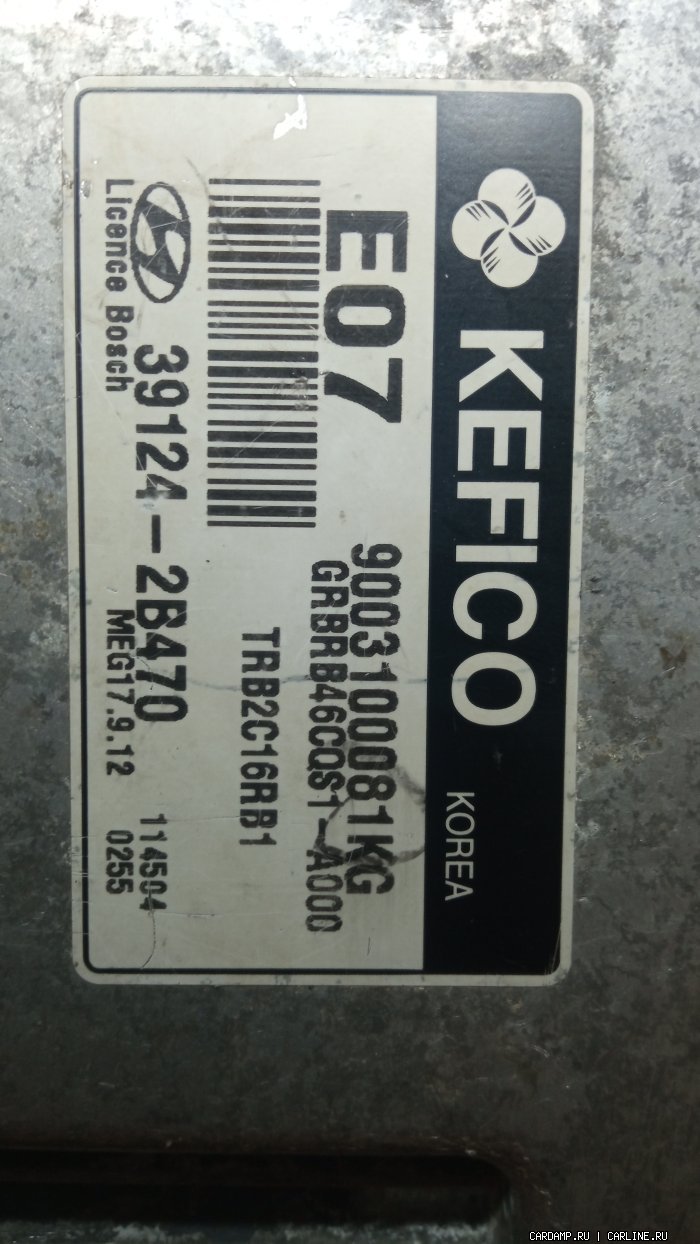 KEFICO KOREA
E07
9003100081KG
GRBRB46CQS1-A000
TRB2C16RB1
39124-2B470
114504
Licence Bosch
MEG17.9.12
0255
CARDAMP.RU | CARLINE.RU